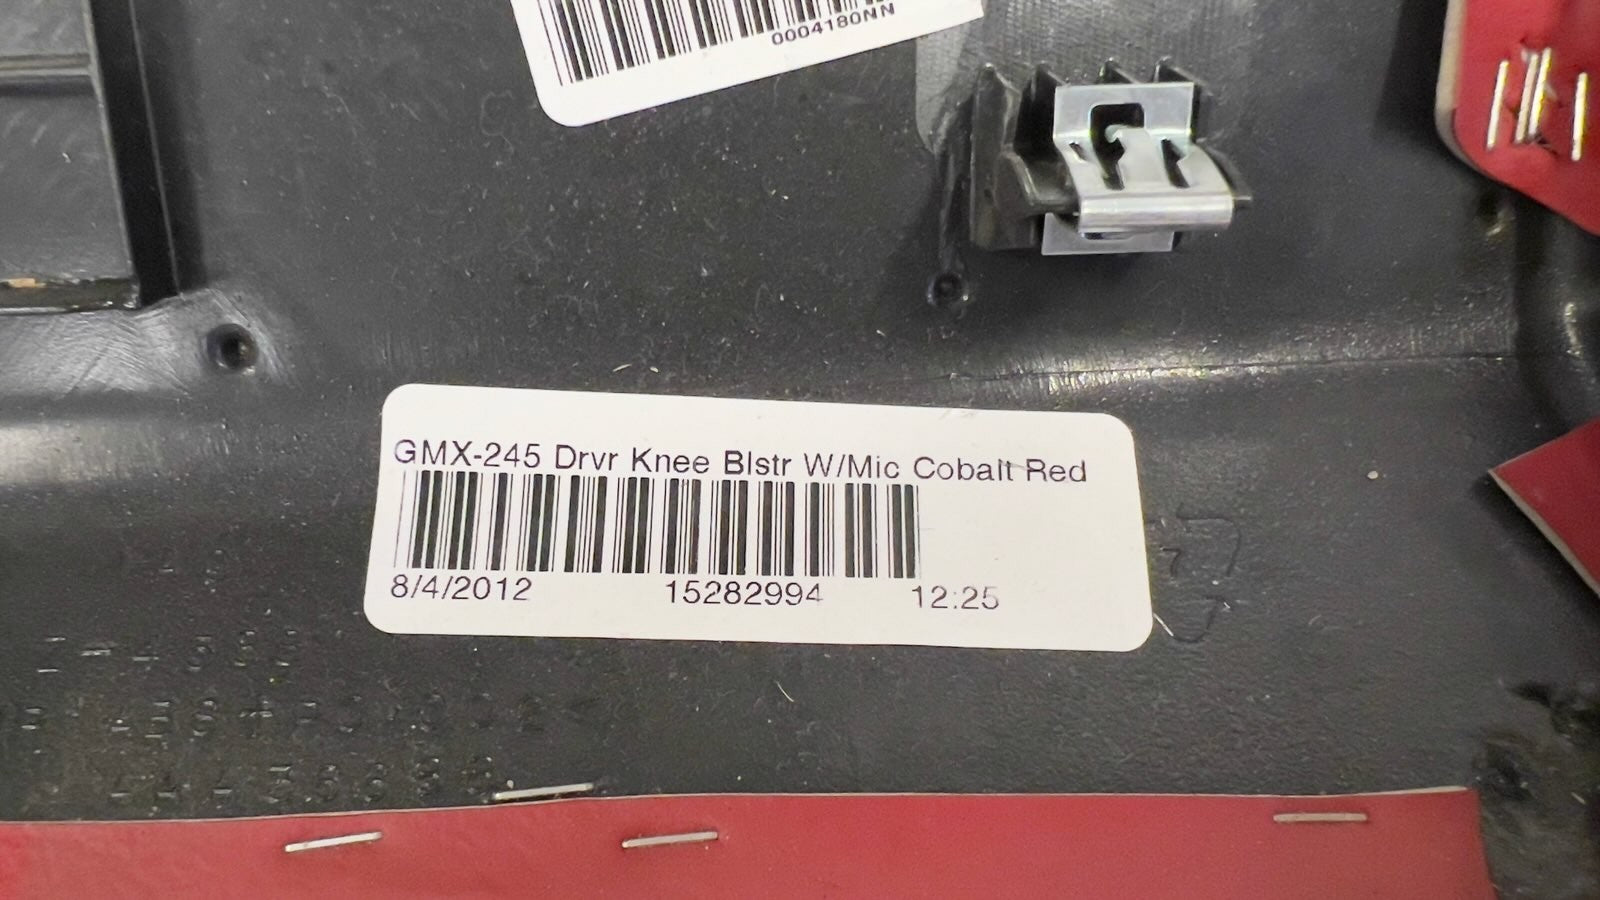 0004180NN
GMX-245 Drvr Knee Blstr W/Mic Cobalt Red
8/4/2012 15282994 12:25